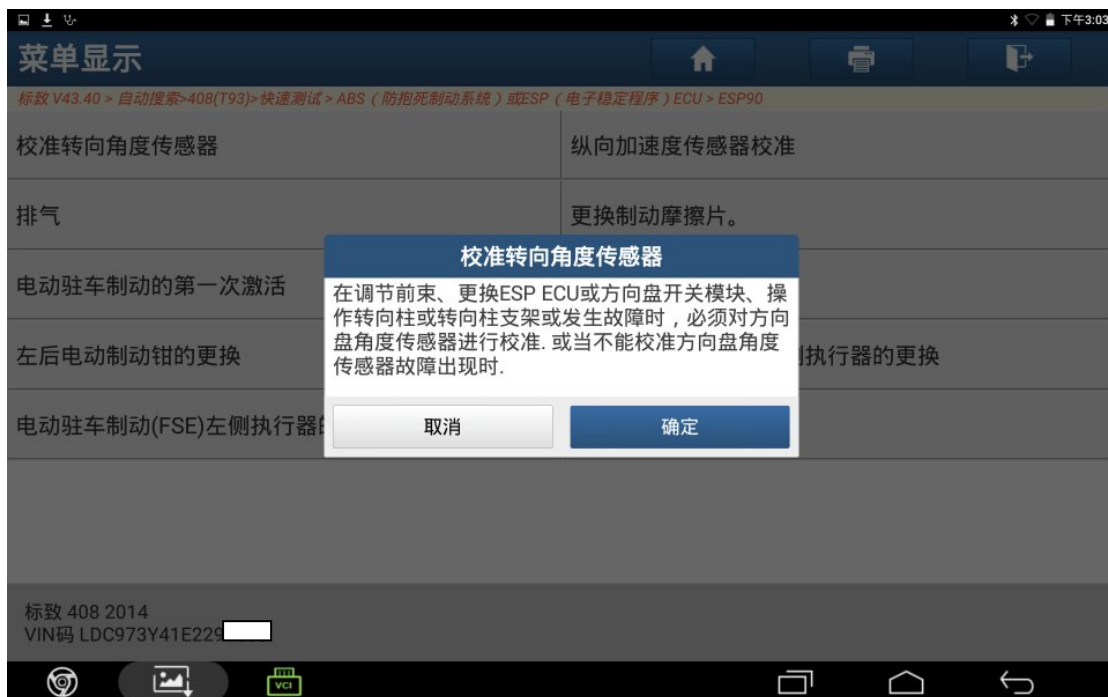 下午3:03
菜单显示
标致 V43.40 > 自动搜索>408(T93)>快速测试 > ABS（防抱死制动系统）或ESP（电子稳定程序）ECU > ESP90
校准转向角度传感器
纵向加速度传感器校准
排气
更换制动摩擦片。
校准转向角度传感器
电动驻车制动的第一次激活
在调节前束、更换ESP ECU或方向盘开关模块、操
作转向柱或转向柱支架或发生故障时，必须对方向
盘角度传感器进行校准. 或当不能校准方向盘角度
传感器故障出现时.
左后电动制动钳的更换
执行器的更换
电动驻车制动(FSE)左侧执行器
取消
确定
标致 408 2014
VIN码 LDC973Y41E229
VCI